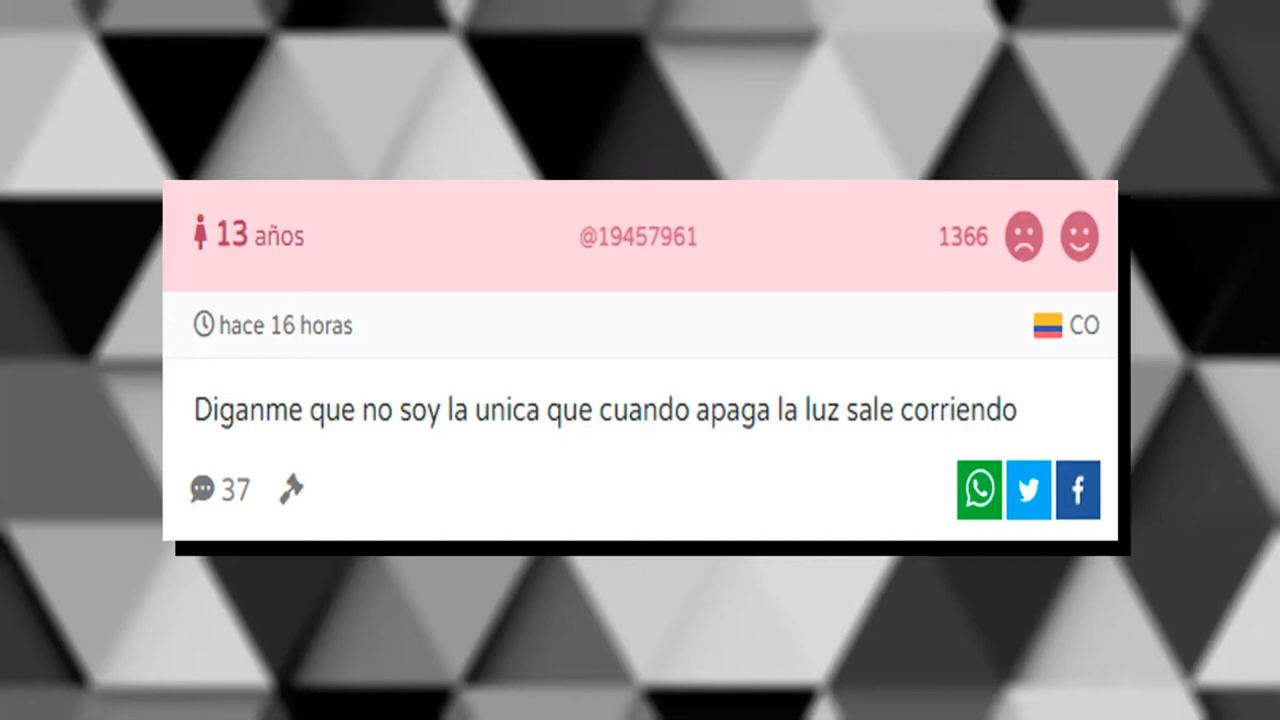 13 años @19457961 1366
hace 16 horas CO
Diganme que no soy la unica que cuando apaga la luz sale corriendo
37